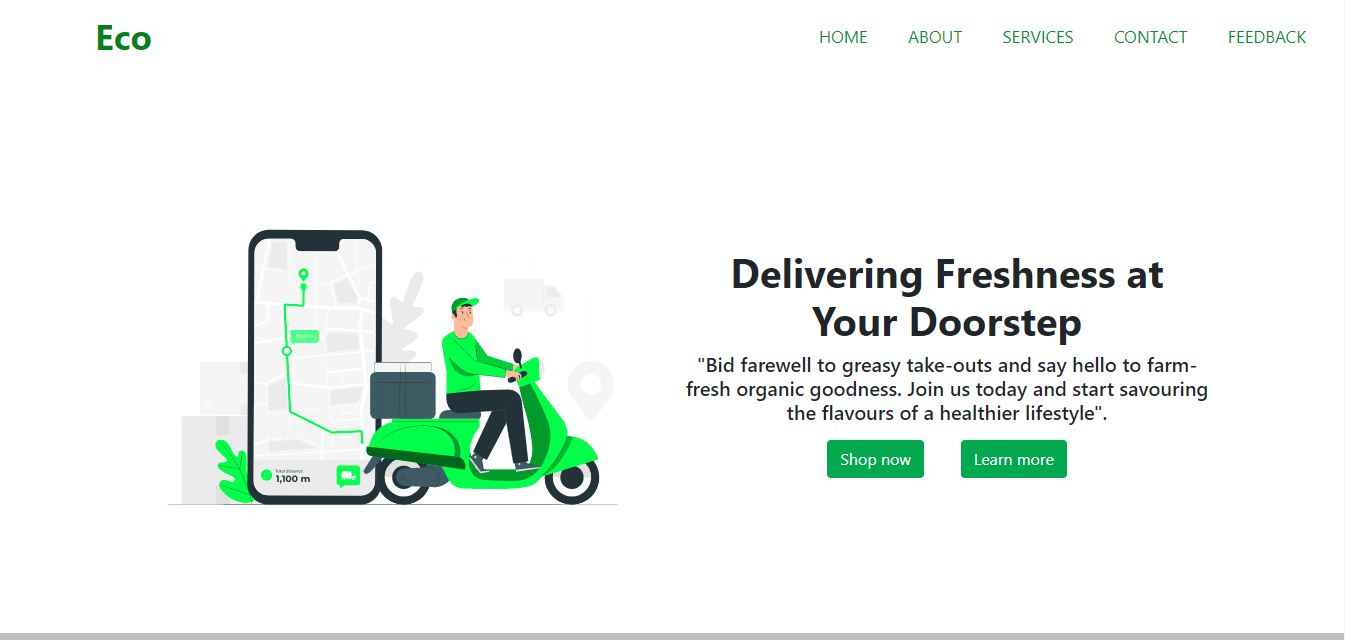 Eco
HOME ABOUT SERVICES CONTACT FEEDBACK
Delivering Freshness at
Your Doorstep
"Bid farewell to greasy take-outs and say hello to farm-
fresh organic goodness. Join us today and start savouring
the flavours of a healthier lifestyle".
Shop now Learn more
Total distance
1,100 m